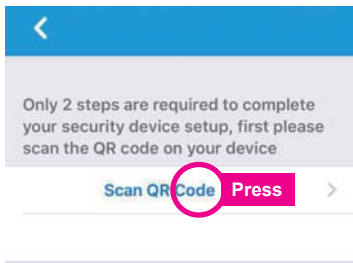 Only 2 steps are required to complete
your security device setup, first please
scan the QR code on your device
Scan QR Code Press